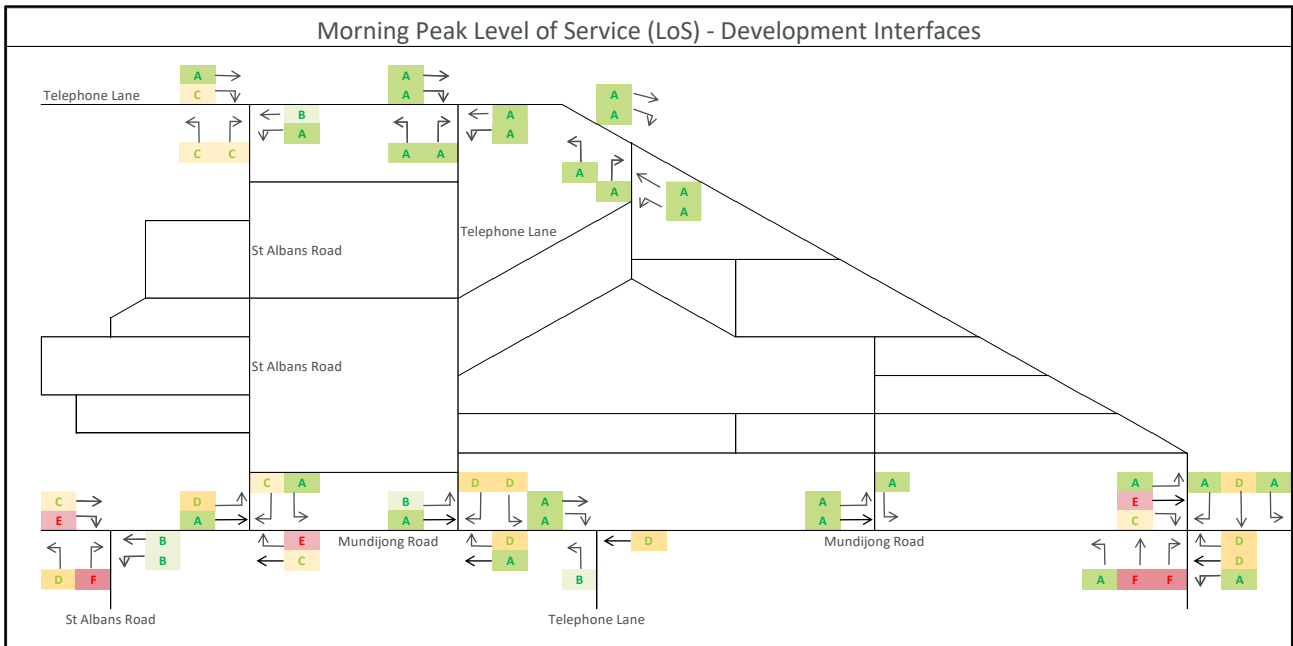 Morning Peak Level of Service (LoS) - Development Interfaces
A
C
Telephone Lane
B
A
C C
A
A
A
A
A A
A
A
A
A
A
A
Telephone Lane
St Albans Road
St Albans Road
C A
D D
A
A
A D A
C
E
D
A
B
A
A
A
A
A
E
C
B
B
E
C
Mundijong Road
D
A
D
Mundijong Road
D
D
A
D F
B
A F F
St Albans Road
Telephone Lane